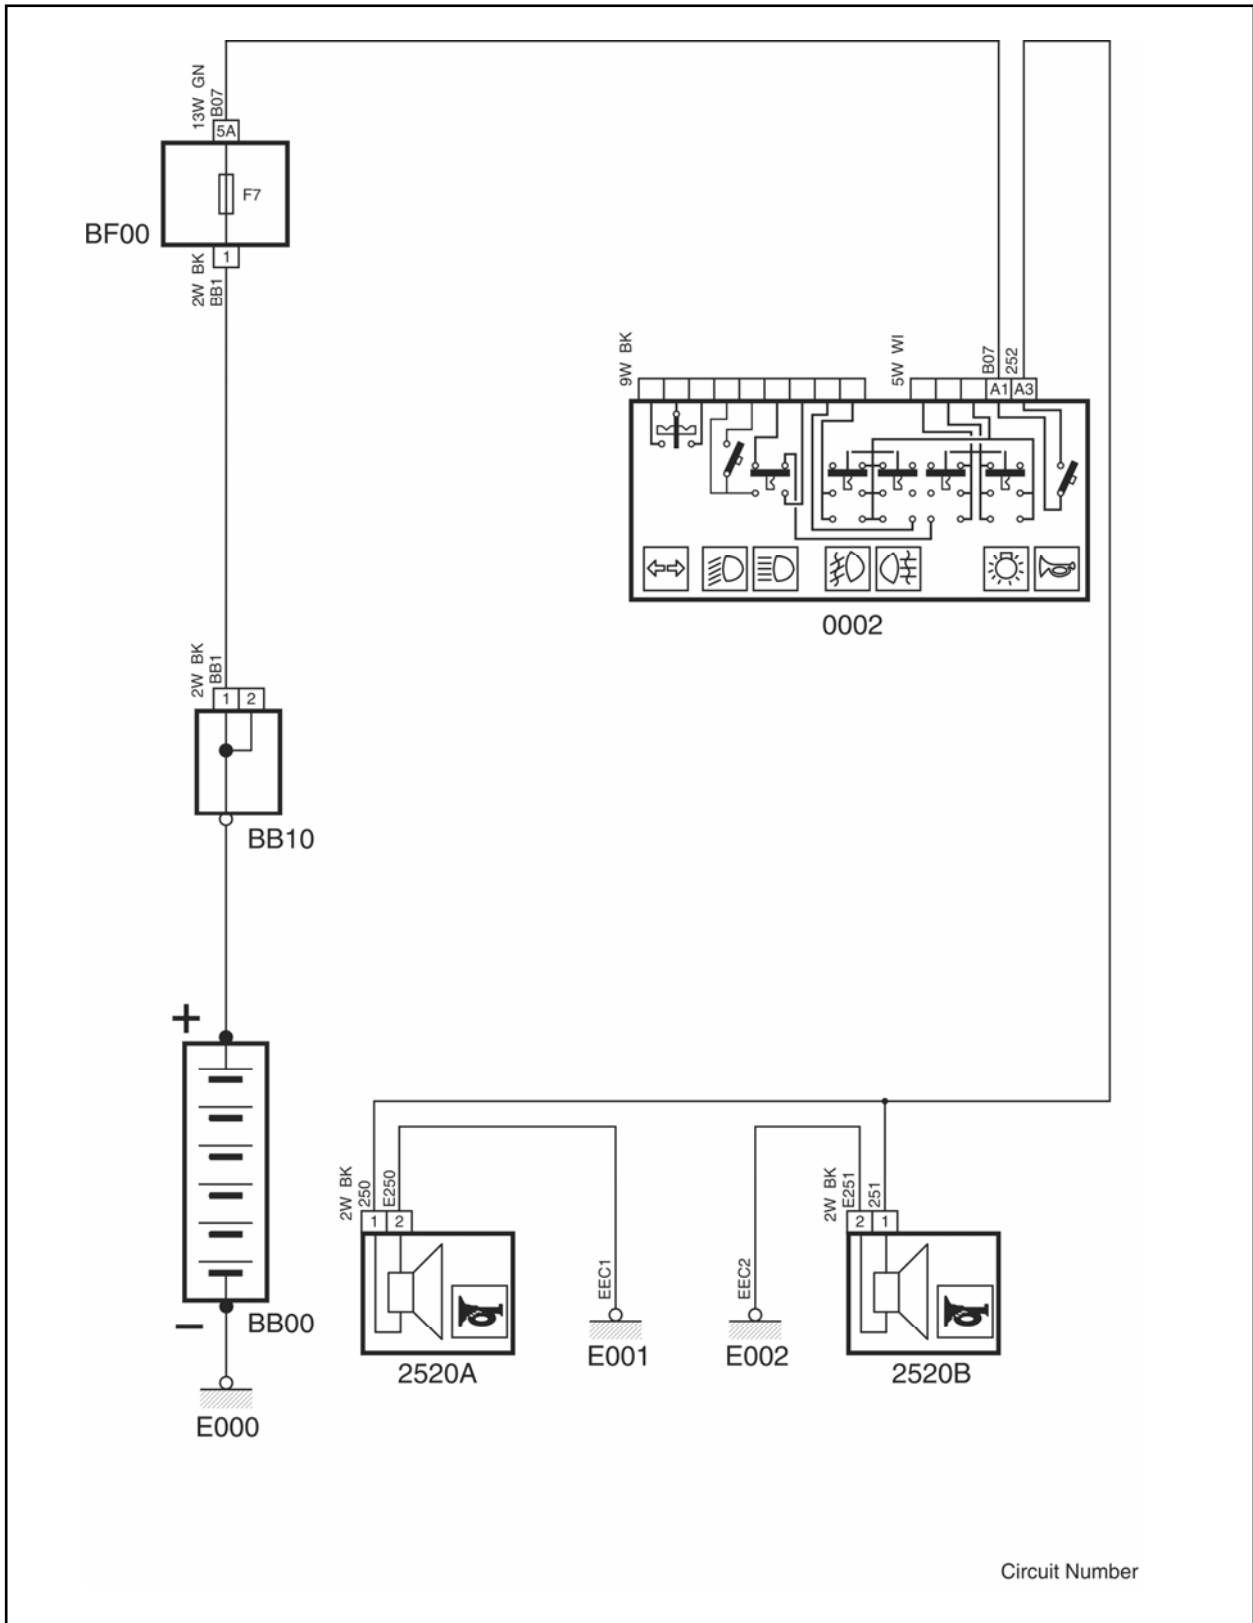 13W GN
B07
5A
F7
BF00
1
2W BK
BB1
9W BK
5W WI
B07
252
A1
A3
0002
2W BK
BB1
1
2
BB10
+
−
BB00
E000
2W BK
250
E250
1
2
2520A
EEC1
E001
EEC2
E002
2W BK
E251
251
2
1
2520B
Circuit Number